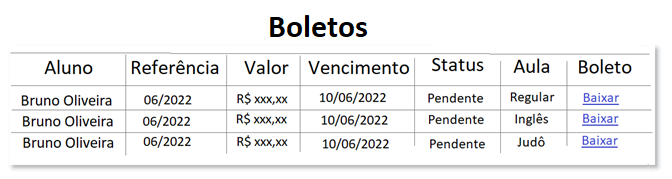 Boletos
Aluno Referência Valor Vencimento Status Aula Boleto
Bruno Oliveira 06/2022 R$ xxx,xx 10/06/2022 Pendente Regular Baixar
Bruno Oliveira 06/2022 R$ xxx,xx 10/06/2022 Pendente Inglês Baixar
Bruno Oliveira 06/2022 R$ xxx,xx 10/06/2022 Pendente Judô Baixar